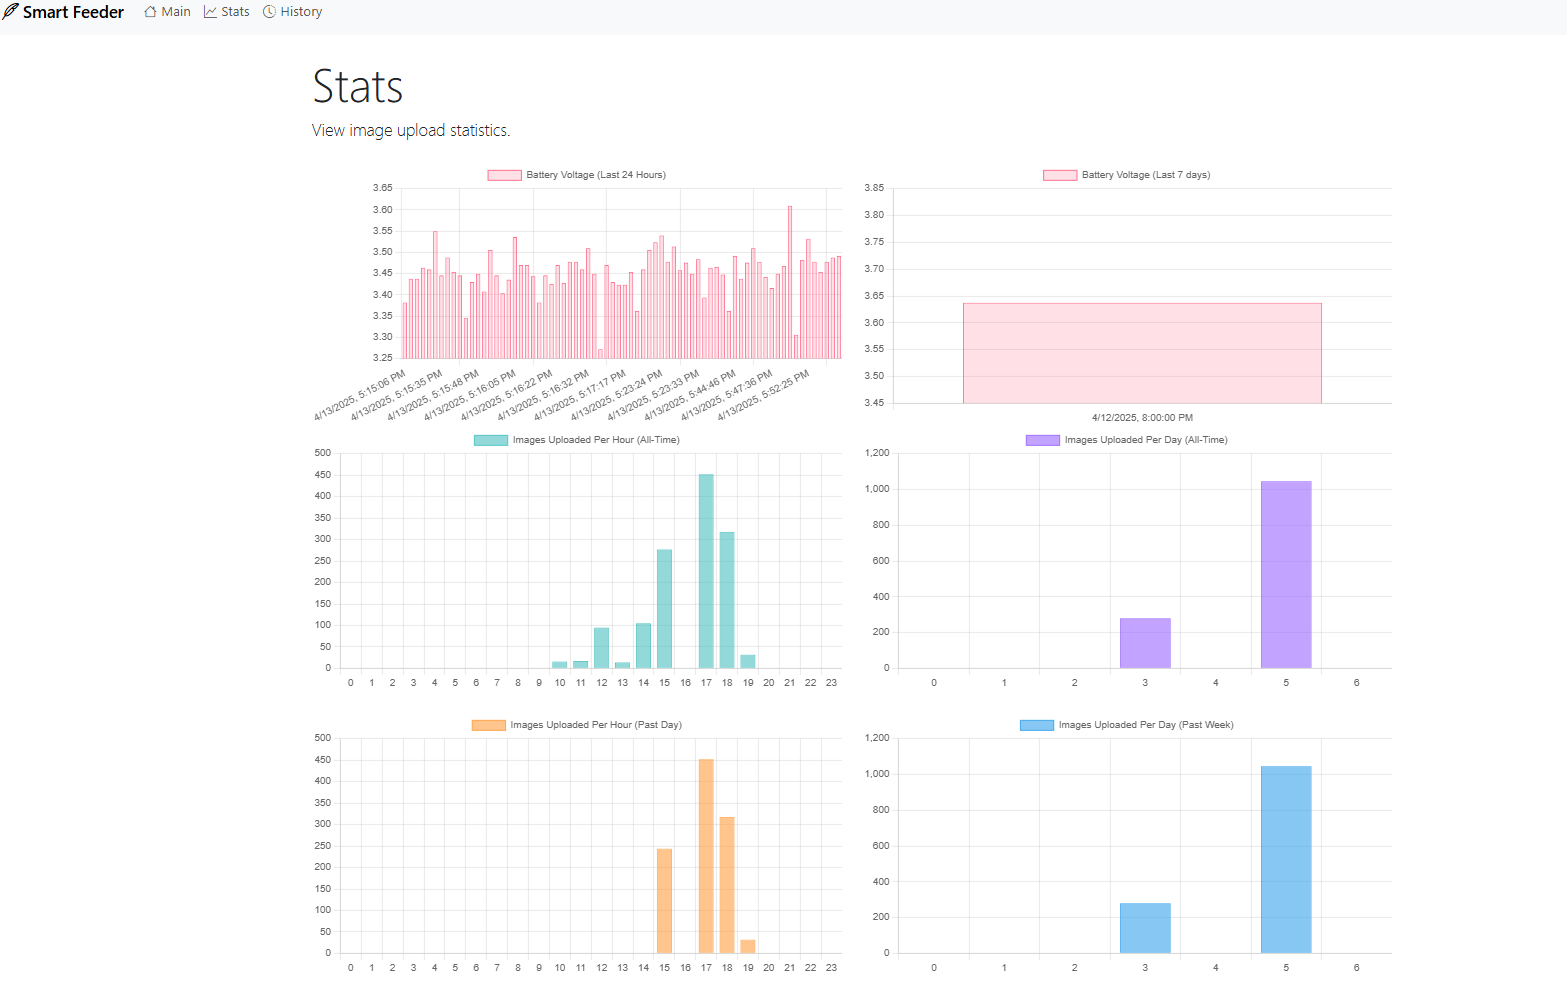 Smart Feeder Main Stats History
Stats
View image upload statistics.
Battery Voltage (Last 24 Hours)
3.65
3.60
3.55
3.50
3.45
3.40
3.35
3.30
3.25
4/13/2025, 5:15:06 PM
4/13/2025, 5:15:35 PM
4/13/2025, 5:15:48 PM
4/13/2025, 5:16:05 PM
4/13/2025, 5:16:22 PM
4/13/2025, 5:16:32 PM
4/13/2025, 5:17:17 PM
4/13/2025, 5:23:24 PM
4/13/2025, 5:23:33 PM
4/13/2025, 5:44:46 PM
4/13/2025, 5:47:36 PM
4/13/2025, 5:52:25 PM
Battery Voltage (Last 7 days)
3.85
3.80
3.75
3.70
3.65
3.60
3.55
3.50
3.45
4/12/2025, 8:00:00 PM
Images Uploaded Per Hour (All-Time)
500
450
400
350
300
250
200
150
100
50
0
0 1 2 3 4 5 6 7 8 9 10 11 12 13 14 15 16 17 18 19 20 21 22 23
Images Uploaded Per Day (All-Time)
1,200
1,000
800
600
400
200
0
0 1 2 3 4 5 6
Images Uploaded Per Hour (Past Day)
500
450
400
350
300
250
200
150
100
50
0
0 1 2 3 4 5 6 7 8 9 10 11 12 13 14 15 16 17 18 19 20 21 22 23
Images Uploaded Per Day (Past Week)
1,200
1,000
800
600
400
200
0
0 1 2 3 4 5 6